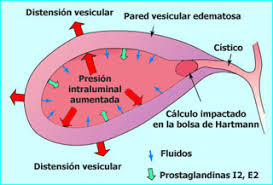 Distensión vesicular
Pared vesicular edematosa
Cístico
Presión
intraluminal
aumentada
Cálculo impactado
en la bolsa de Hartmann
Distensión vesicular
Fluidos
Prostaglandinas I2, E2